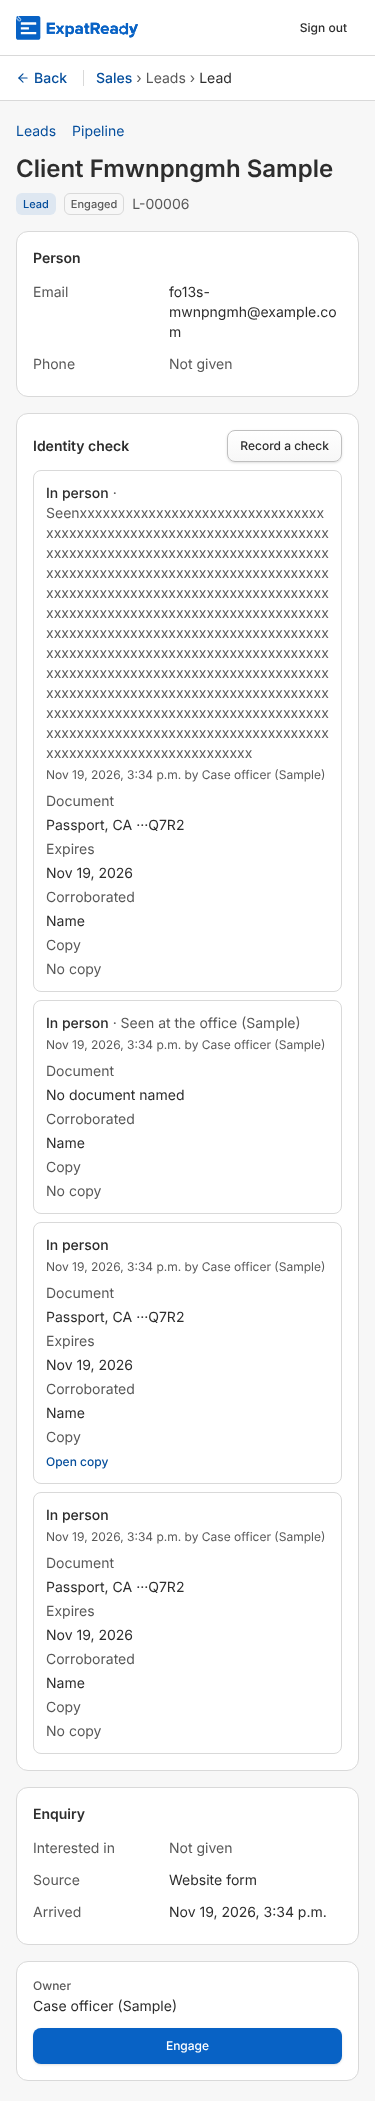 ExpatReady
Sign out
← Back
Sales › Leads › Lead
Leads Pipeline
Client Fmwnpngmh Sample
Lead Engaged L-00006
Person
Email
fo13s-
mwnpngmh@example.co
m
Phone
Not given
Identity check
Record a check
In person ·
Seenxxxxxxxxxxxxxxxxxxxxxxxxxxxxxxxx
xxxxxxxxxxxxxxxxxxxxxxxxxxxxxxxxxxxxx
xxxxxxxxxxxxxxxxxxxxxxxxxxxxxxxxxxxxx
xxxxxxxxxxxxxxxxxxxxxxxxxxxxxxxxxxxxx
xxxxxxxxxxxxxxxxxxxxxxxxxxxxxxxxxxxxx
xxxxxxxxxxxxxxxxxxxxxxxxxxxxxxxxxxxxx
xxxxxxxxxxxxxxxxxxxxxxxxxxxxxxxxxxxxx
xxxxxxxxxxxxxxxxxxxxxxxxxxxxxxxxxxxxx
xxxxxxxxxxxxxxxxxxxxxxxxxxxxxxxxxxxxx
xxxxxxxxxxxxxxxxxxxxxxxxxxxxxxxxxxxxx
xxxxxxxxxxxxxxxxxxxxxxxxxxxxxxxxxxxxx
xxxxxxxxxxxxxxxxxxxxxxxxxxxxxxxxxxxxx
xxxxxxxxxxxxxxxxxxxxxxxxxxx
Nov 19, 2026, 3:34 p.m. by Case officer (Sample)
Document
Passport, CA ···Q7R2
Expires
Nov 19, 2026
Corroborated
Name
Copy
No copy
In person · Seen at the office (Sample)
Nov 19, 2026, 3:34 p.m. by Case officer (Sample)
Document
No document named
Corroborated
Name
Copy
No copy
In person
Nov 19, 2026, 3:34 p.m. by Case officer (Sample)
Document
Passport, CA ···Q7R2
Expires
Nov 19, 2026
Corroborated
Name
Copy
Open copy
In person
Nov 19, 2026, 3:34 p.m. by Case officer (Sample)
Document
Passport, CA ···Q7R2
Expires
Nov 19, 2026
Corroborated
Name
Copy
No copy
Enquiry
Interested in
Not given
Source
Website form
Arrived
Nov 19, 2026, 3:34 p.m.
Owner
Case officer (Sample)
Engage